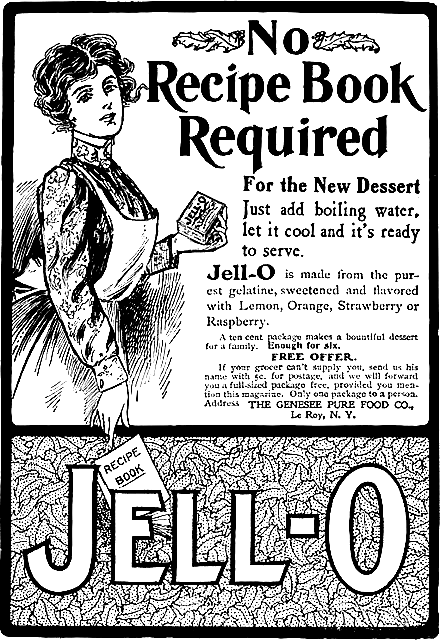 No
Recipe Book
Required
For the New Dessert
Just add boiling water,
let it cool and it's ready
to serve.
JELL-O
Jell-O is made from the pur-
est gelatine, sweetened and flavored
with Lemon, Orange, Strawberry or
Raspberry.
A ten cent package makes a bountiful dessert
for a family. Enough for six.
FREE OFFER.
If your grocer can't supply you, send us his
name with 5c. for postage, and we will forward
you a full-sized package free, provided you men-
tion this magazine. Only one package to a person.
Address THE GENESEE PURE FOOD CO.,
Le Roy, N. Y.
RECIPE
BOOK
JELL-O